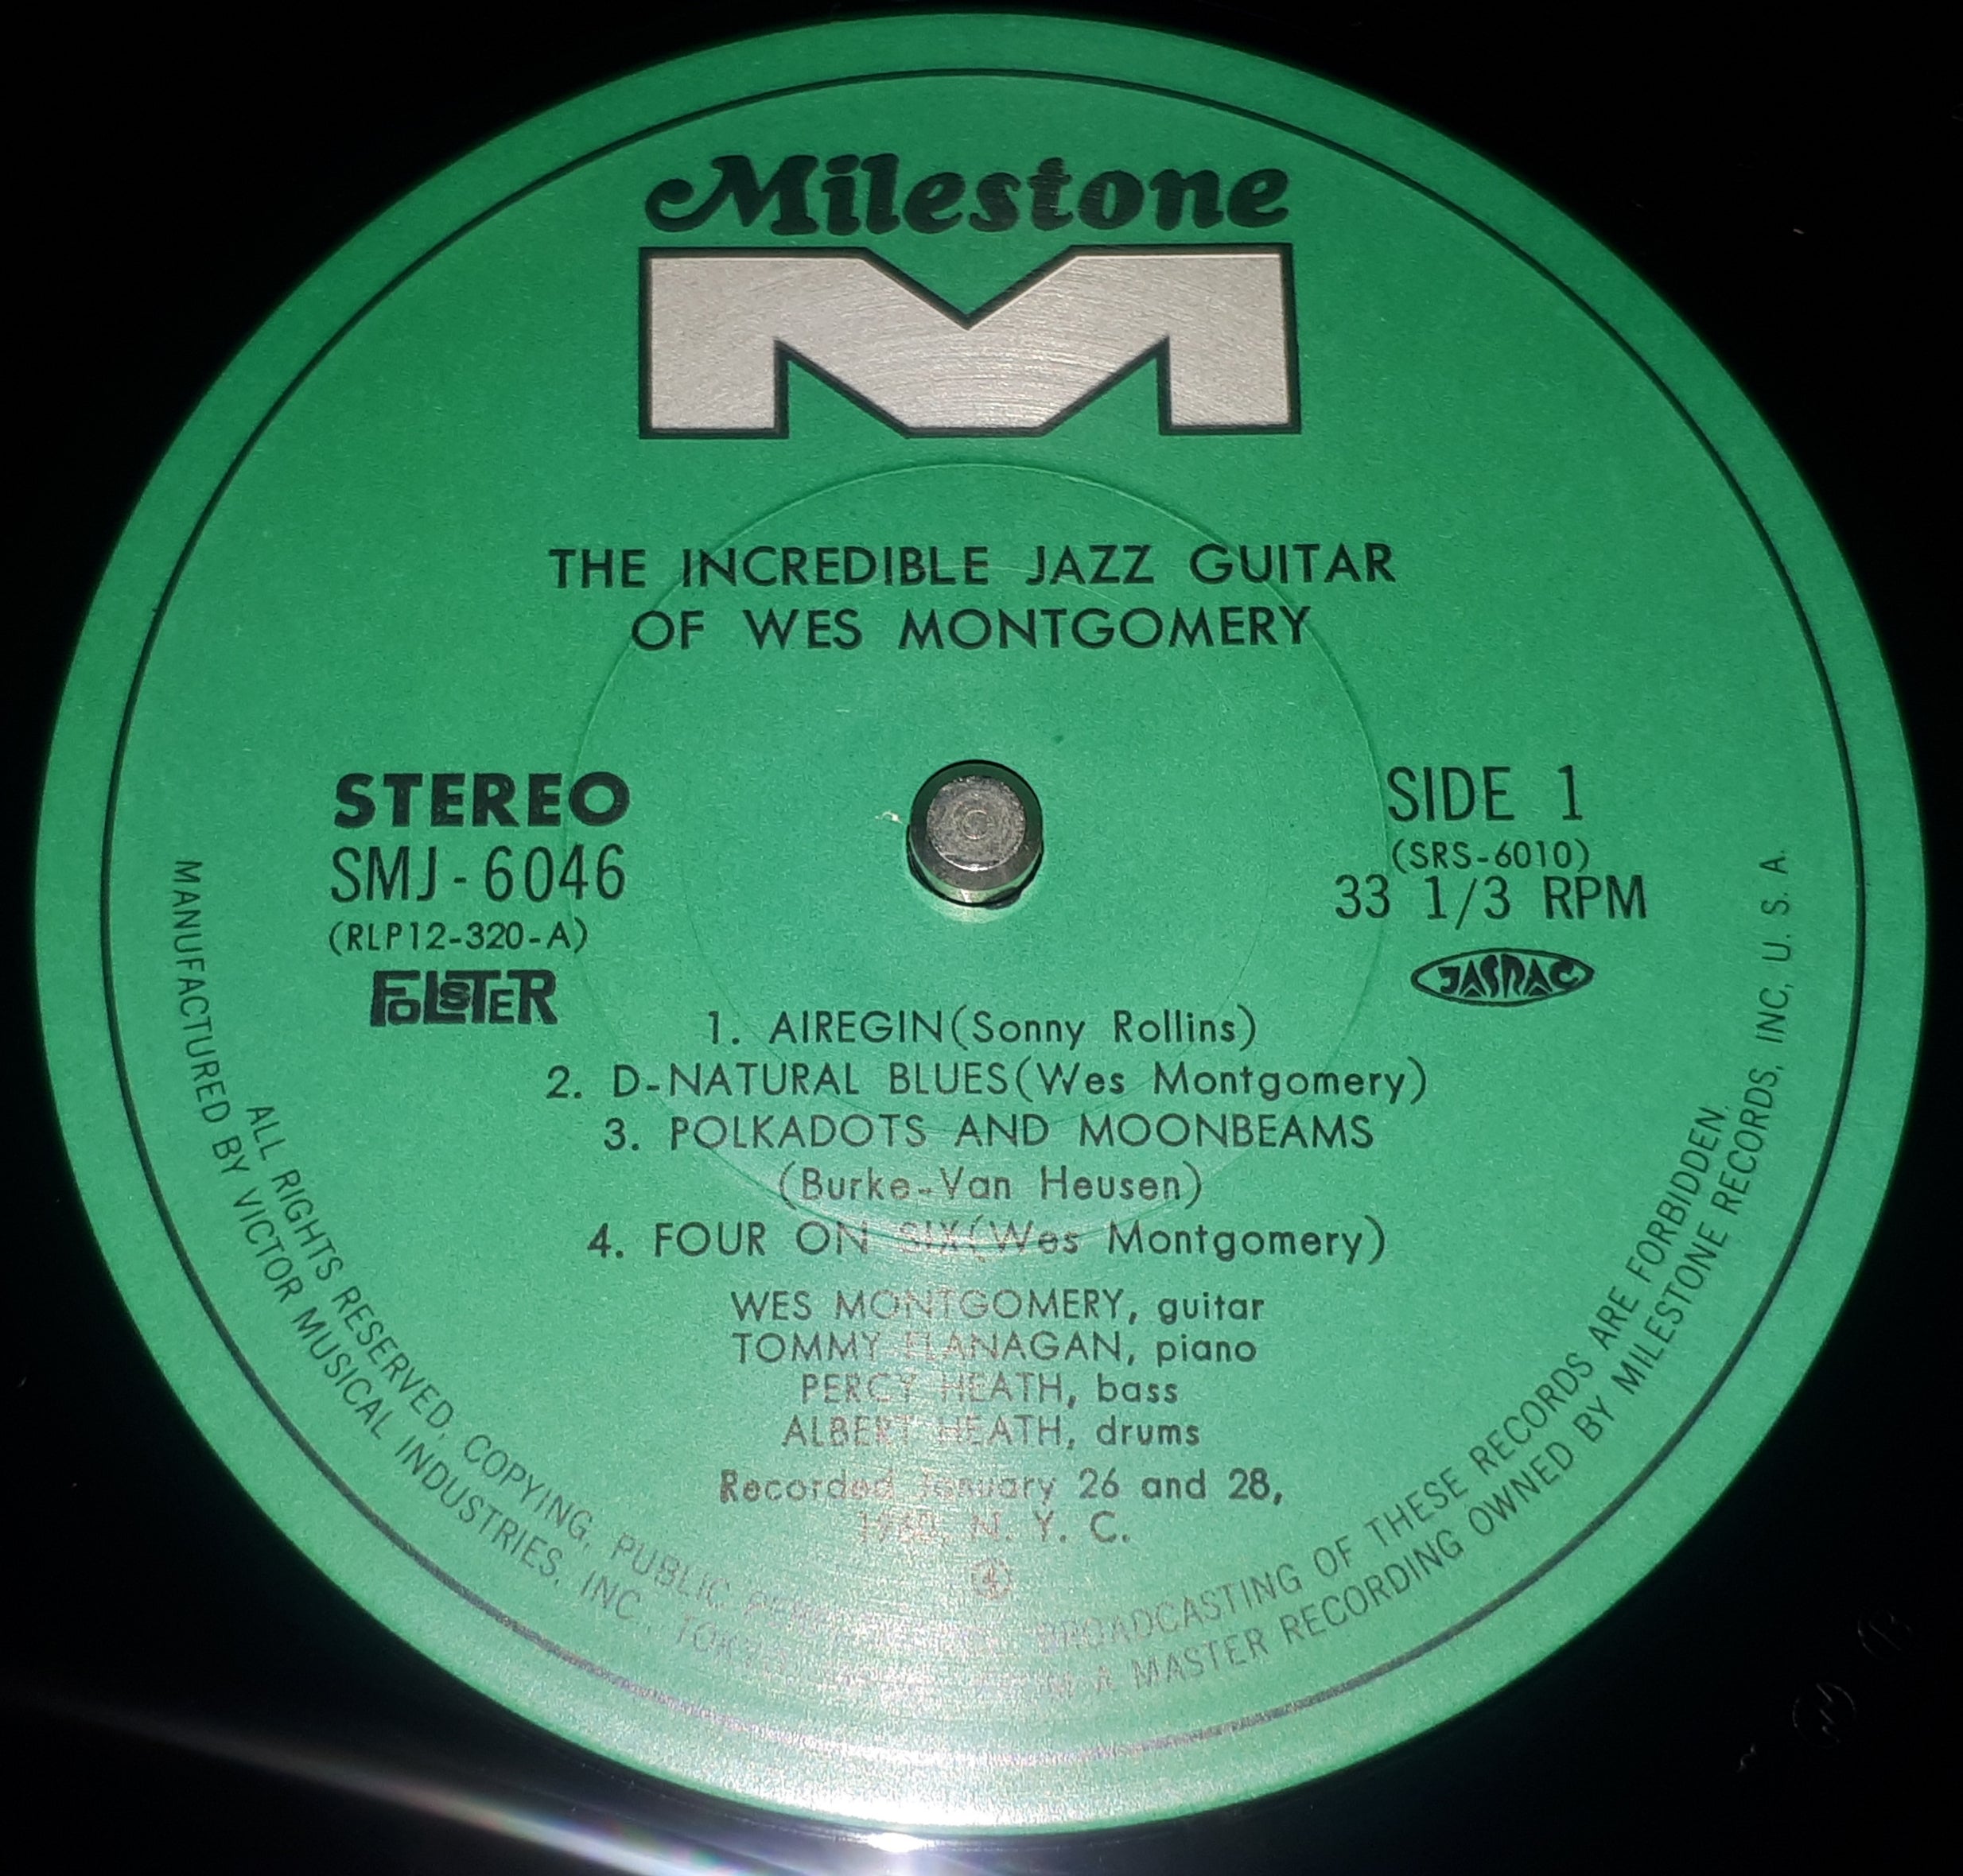 Milestone
M
THE INCREDIBLE JAZZ GUITAR
OF WES MONTGOMERY
STEREO
SMJ-6046
(RLP12-320-A)
FOLSTER
SIDE 1
(SRS-6010)
33 1/3 RPM
JASRAC
1. AIREGIN(Sonny Rollins)
2. D-NATURAL BLUES(Wes Montgomery)
3. POLKADOTS AND MOONBEAMS
(Burke-Van Heusen)
4. FOUR ON SIX(Wes Montgomery)
WES MONTGOMERY, guitar
TOMMY FLANAGAN, piano
PERCY HEATH, bass
ALBERT HEATH, drums
Recorded January 26 and 28,
1960, N. Y. C.
ALL RIGHTS RESERVED, COPYING, PUBLIC BROADCASTING OF THESE RECORDS ARE FORBIDDEN.
MANUFACTURED BY VICTOR MUSICAL INDUSTRIES, INC., TOKYO, A MASTER RECORDING OWNED BY MILESTONE RECORDS, INC, U. S. A.